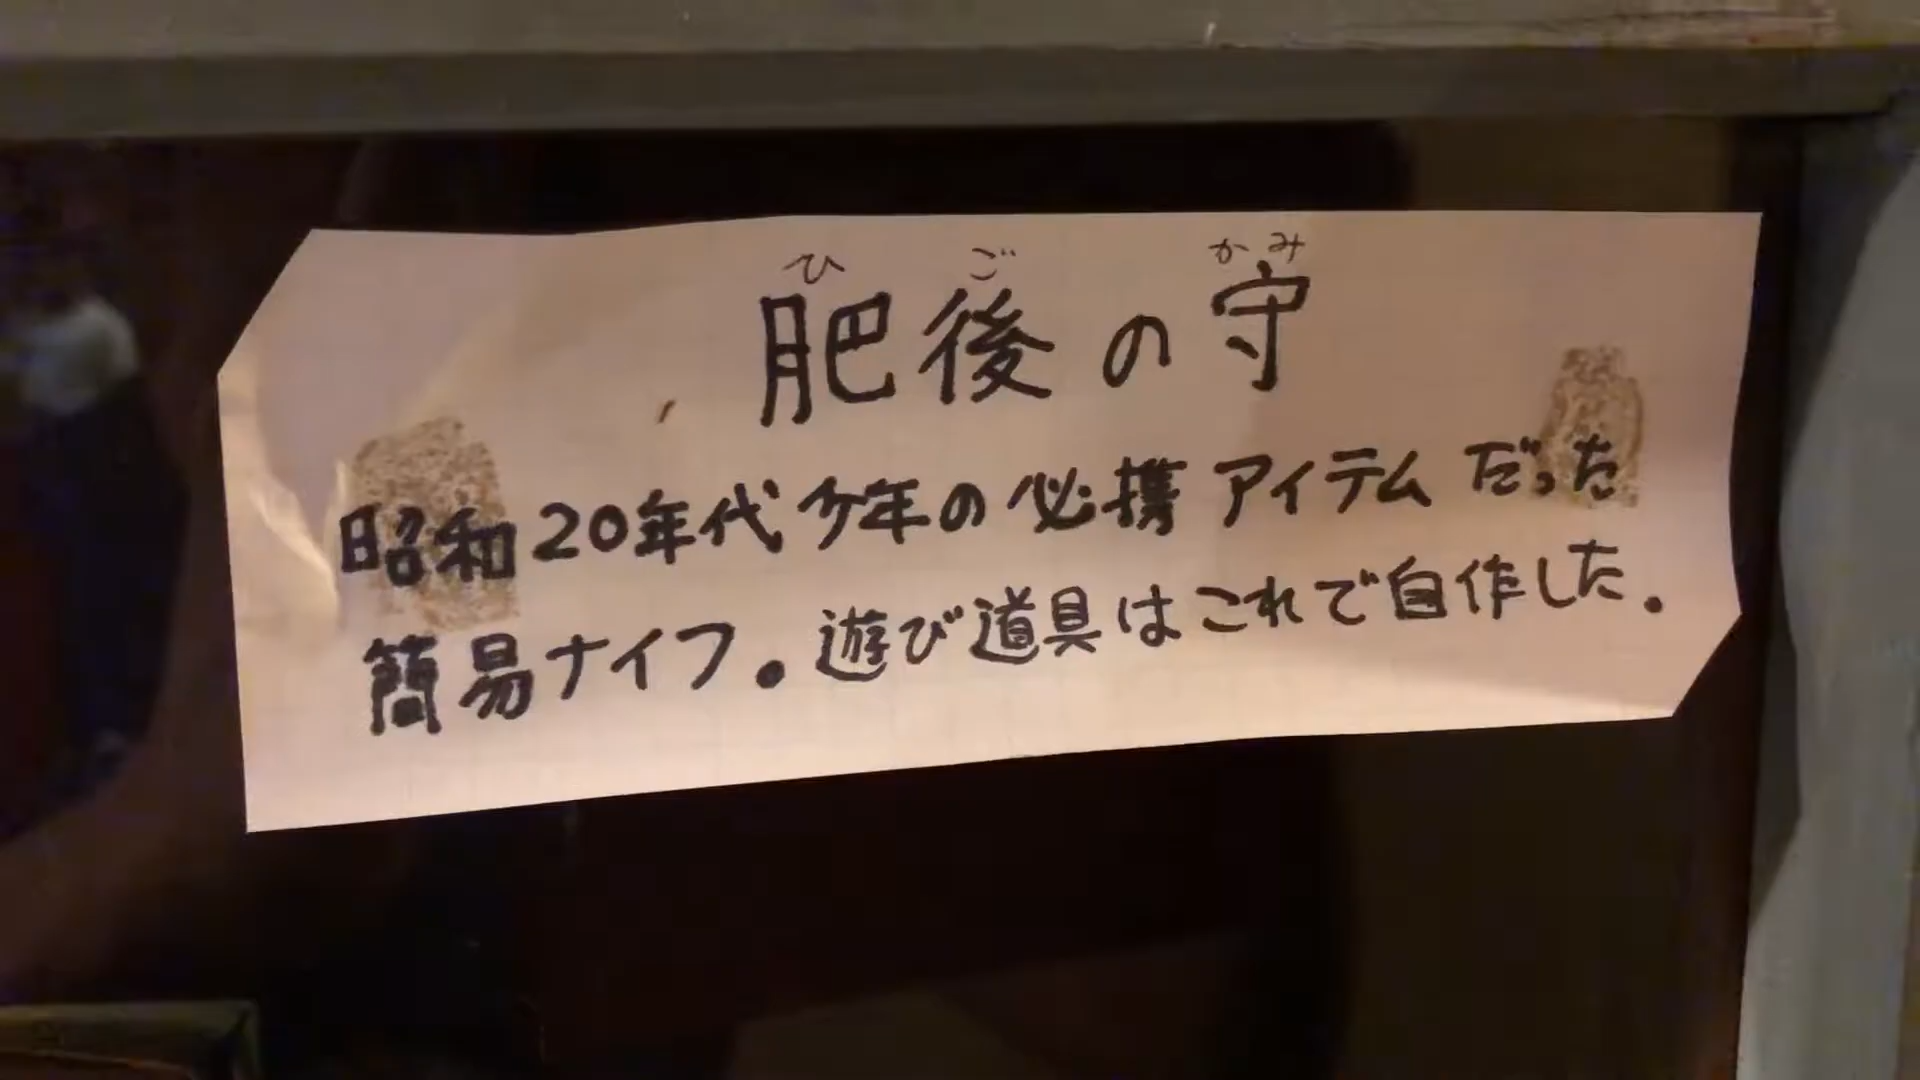 ひ ご かみ
肥後の守
昭和20年代少年の必携アイテムだった
簡易ナイフ。遊び道具はこれで自作した。